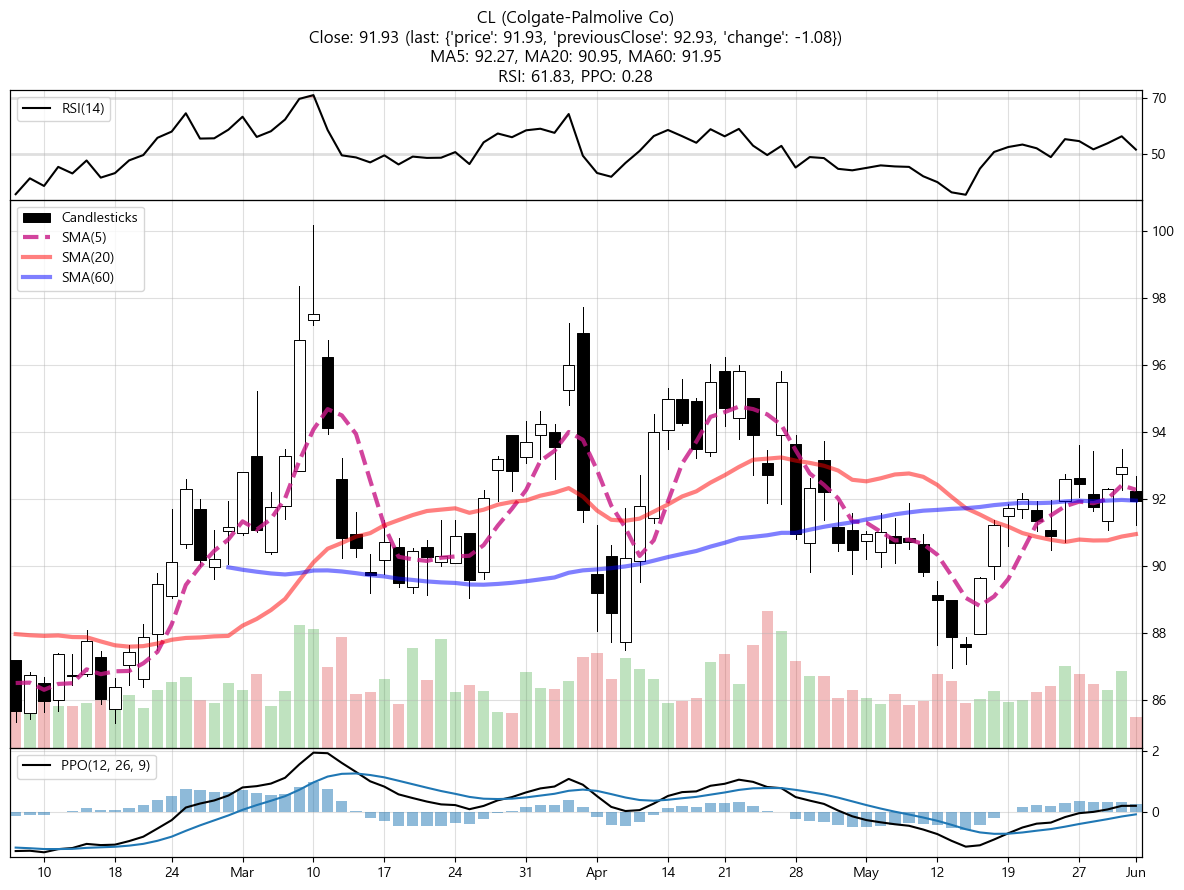 CL (Colgate-Palmolive Co)
Close: 91.93 (last: {'price': 91.93, 'previousClose': 92.93, 'change': -1.08})
MA5: 92.27, MA20: 90.95, MA60: 91.95
RSI: 61.83, PPO: 0.28
RSI(14)
70
50
Candlesticks
SMA(5)
SMA(20)
SMA(60)
100
98
96
94
92
90
88
86
PPO(12, 26, 9)
2
0
10 18 24 Mar 10 17 24 31 Apr 14 21 28 May 12 19 27 Jun